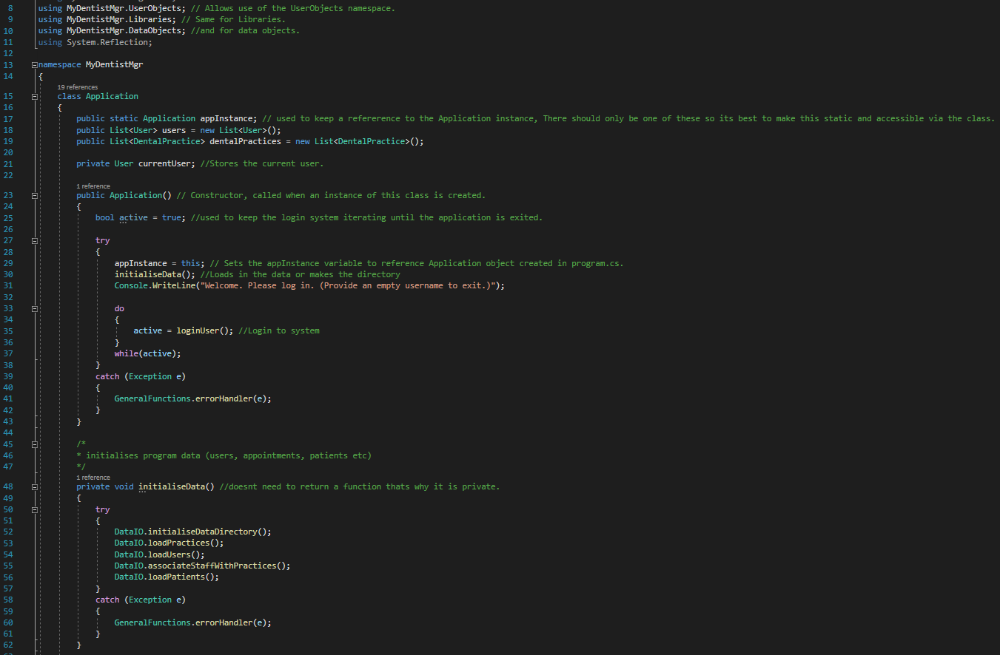 8 using MyDentistMgr.UserObjects; // Allows use of the UserObjects namespace.
9 using MyDentistMgr.Libraries; // Same for Libraries.
10 using MyDentistMgr.DataObjects; //and for data objects.
11 using System.Reflection;
12
13 namespace MyDentistMgr
14 {
19 references
15 class Application
16 {
17 public static Application appInstance; // used to keep a refererence to the Application instance, There should only be one of these so its best to make this static and accessible via the class.
18 public List<User> users = new List<User>();
19 public List<DentalPractice> dentalPractices = new List<DentalPractice>();
20
21 private User currentUser; //Stores the current user.
22
1 reference
23 public Application() // Constructor, called when an instance of this class is created.
24 {
25 bool active = true; //used to keep the login system iterating until the application is exited.
26
27 try
28 {
29 appInstance = this; // Sets the appInstance variable to reference Application object created in program.cs.
30 initialiseData(); //Loads in the data or makes the directory
31 Console.WriteLine("Welcome. Please log in. (Provide an empty username to exit.)");
32
33 do
34 {
35 active = loginUser(); //Login to system
36 }
37 while(active);
38 }
39 catch (Exception e)
40 {
41 GeneralFunctions.errorHandler(e);
42 }
43 }
44
45 /*
46 * initialises program data (users, appointments, patients etc)
47 */
1 reference
48 private void initialiseData() //doesnt need to return a function thats why it is private.
49 {
50 try
51 {
52 DataIO.initialiseDataDirectory();
53 DataIO.loadPractices();
54 DataIO.loadUsers();
55 DataIO.associateStaffWithPractices();
56 DataIO.loadPatients();
57 }
58 catch (Exception e)
59 {
60 GeneralFunctions.errorHandler(e);
61 }
62 }